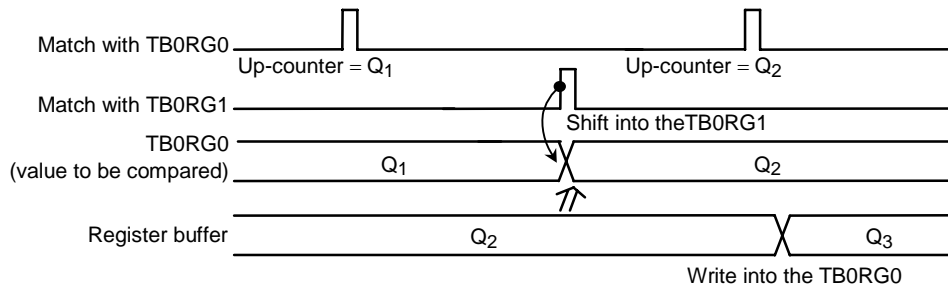 Match with TB0RG0
Up-counter = Q1
Up-counter = Q2
Match with TB0RG1
Shift into theTB0RG1
TB0RG0
(value to be compared)
Q1
Q2
Register buffer
Q2
Q3
Write into the TB0RG0